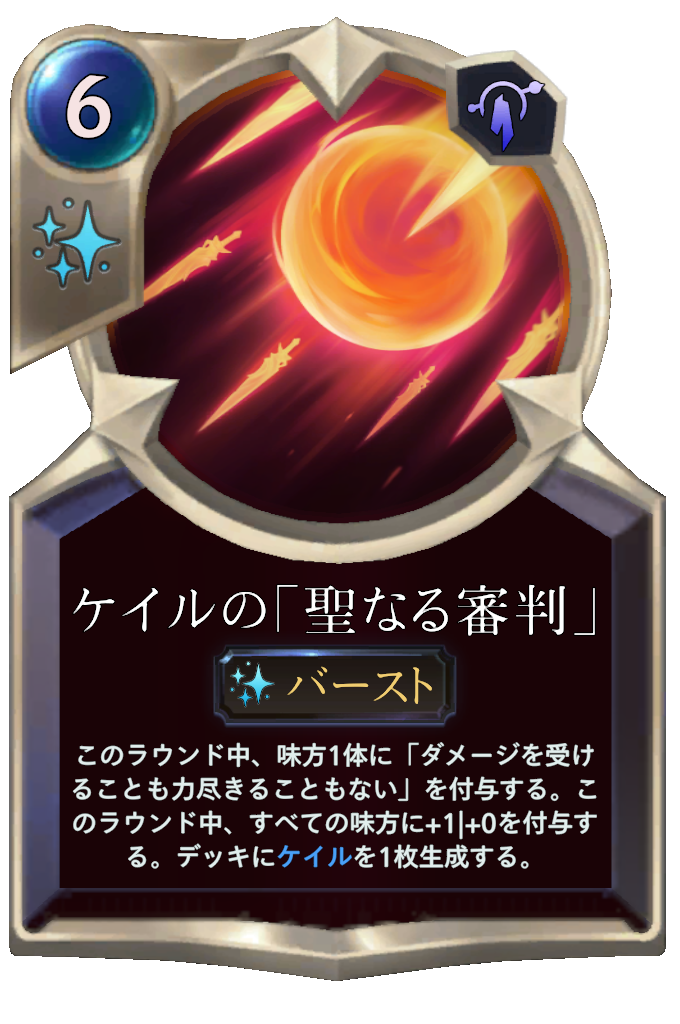 6
ケイルの「聖なる審判」
バースト
このラウンド中、味方1体に「ダメージを受け
ることも力尽きることもない」を付与する。こ
のラウンド中、すべての味方に+1|+0を付与す
る。デッキにケイルを1枚生成する。